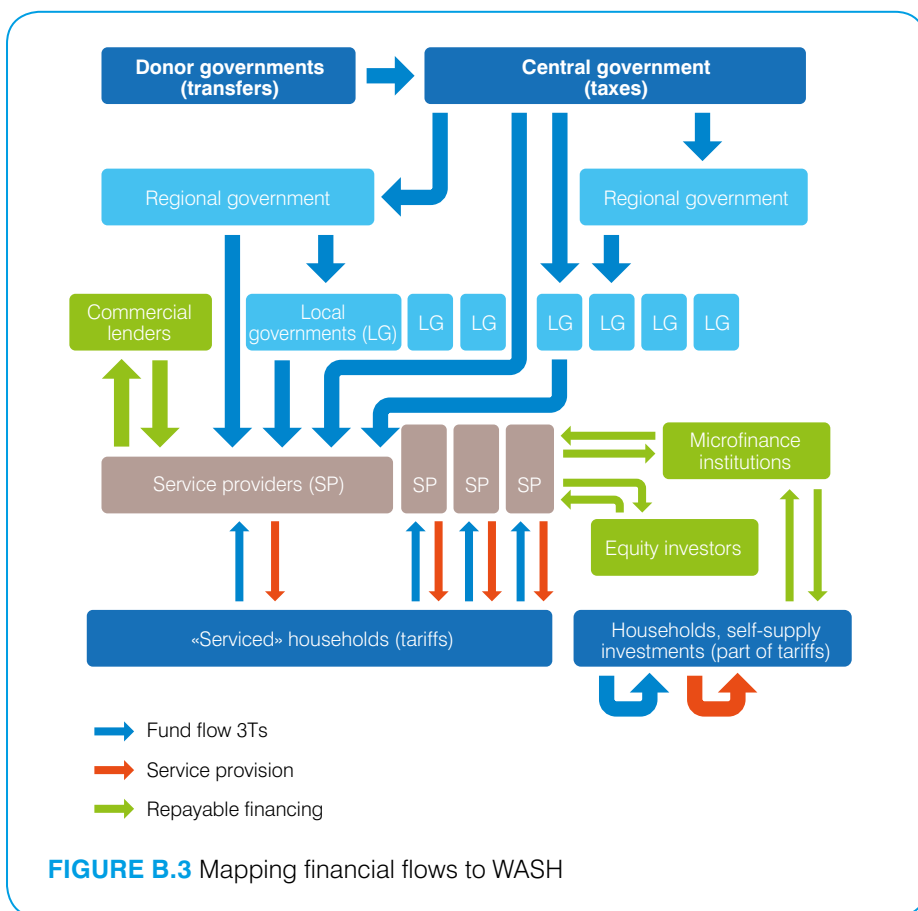 Donor governments
(transfers)
Central government
(taxes)
Regional government
Regional government
Commercial
lenders
Local
governments (LG)
LG
LG
LG
LG
LG
LG
Service providers (SP)
SP
SP
SP
Microfinance
institutions
Equity investors
«Serviced» households (tariffs)
Households, self-supply
investments (part of tariffs)
Fund flow 3Ts
Service provision
Repayable financing
FIGURE B.3 Mapping financial flows to WASH